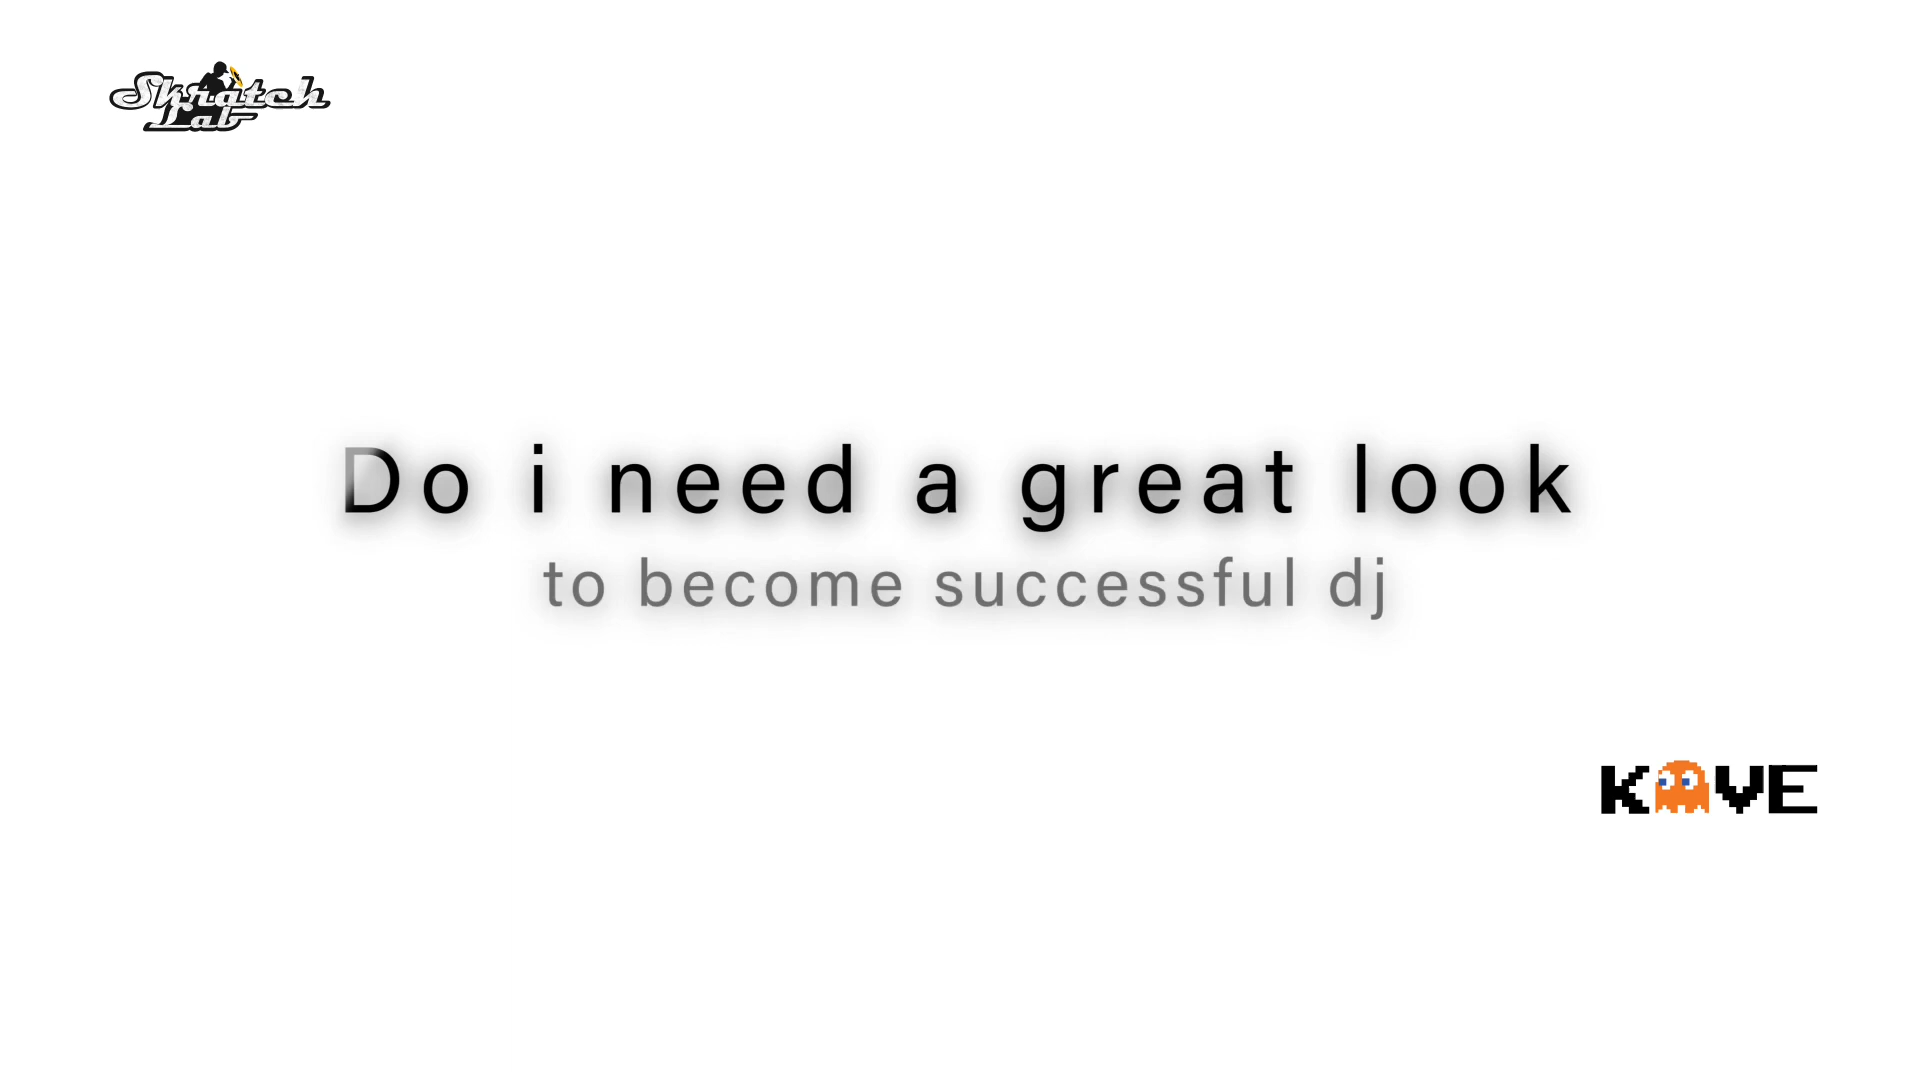 Skratch
Lab
Do i need a great look
to become successful dj
KAVE